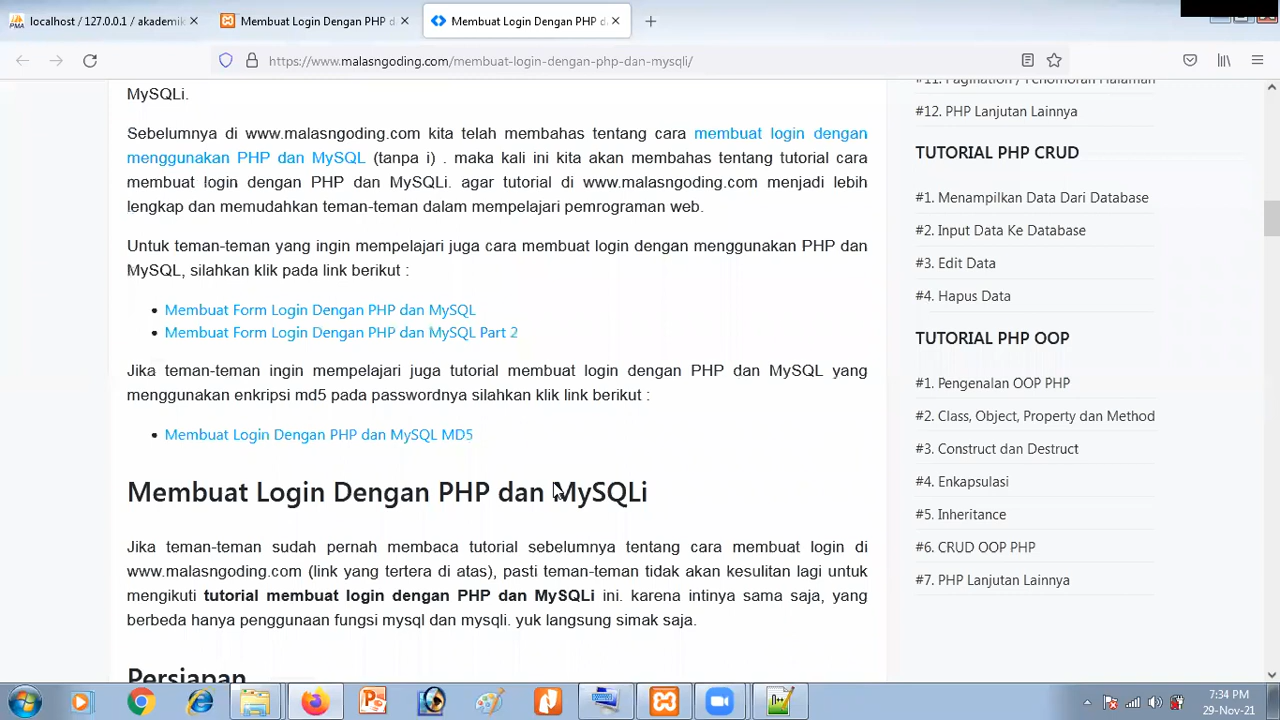 localhost / 127.0.0.1 / akademik
Membuat Login Dengan PHP d
Membuat Login Dengan PHP d
https://www.malasngoding.com/membuat-login-dengan-php-dan-mysqli/
MySQLi.
Sebelumnya di www.malasngoding.com kita telah membahas tentang cara membuat login dengan
menggunakan PHP dan MySQL (tanpa i) . maka kali ini kita akan membahas tentang tutorial cara
membuat login dengan PHP dan MySQLi. agar tutorial di www.malasngoding.com menjadi lebih
lengkap dan memudahkan teman-teman dalam mempelajari pemrograman web.
Untuk teman-teman yang ingin mempelajari juga cara membuat login dengan menggunakan PHP dan
MySQL, silahkan klik pada link berikut :
• Membuat Form Login Dengan PHP dan MySQL
• Membuat Form Login Dengan PHP dan MySQL Part 2
Jika teman-teman ingin mempelajari juga tutorial membuat login dengan PHP dan MySQL yang
menggunakan enkripsi md5 pada passwordnya silahkan klik link berikut :
• Membuat Login Dengan PHP dan MySQL MD5
Membuat Login Dengan PHP dan MySQLi
Jika teman-teman sudah pernah membaca tutorial sebelumnya tentang cara membuat login di
www.malasngoding.com (link yang tertera di atas), pasti teman-teman tidak akan kesulitan lagi untuk
mengikuti tutorial membuat login dengan PHP dan MySQLi ini. karena intinya sama saja, yang
berbeda hanya penggunaan fungsi mysql dan mysqli. yuk langsung simak saja.
Persiapan
#11. Pagination / Penomoran Halaman
#12. PHP Lanjutan Lainnya
TUTORIAL PHP CRUD
#1. Menampilkan Data Dari Database
#2. Input Data Ke Database
#3. Edit Data
#4. Hapus Data
TUTORIAL PHP OOP
#1. Pengenalan OOP PHP
#2. Class, Object, Property dan Method
#3. Construct dan Destruct
#4. Enkapsulasi
#5. Inheritance
#6. CRUD OOP PHP
#7. PHP Lanjutan Lainnya
7:34 PM
29-Nov-21